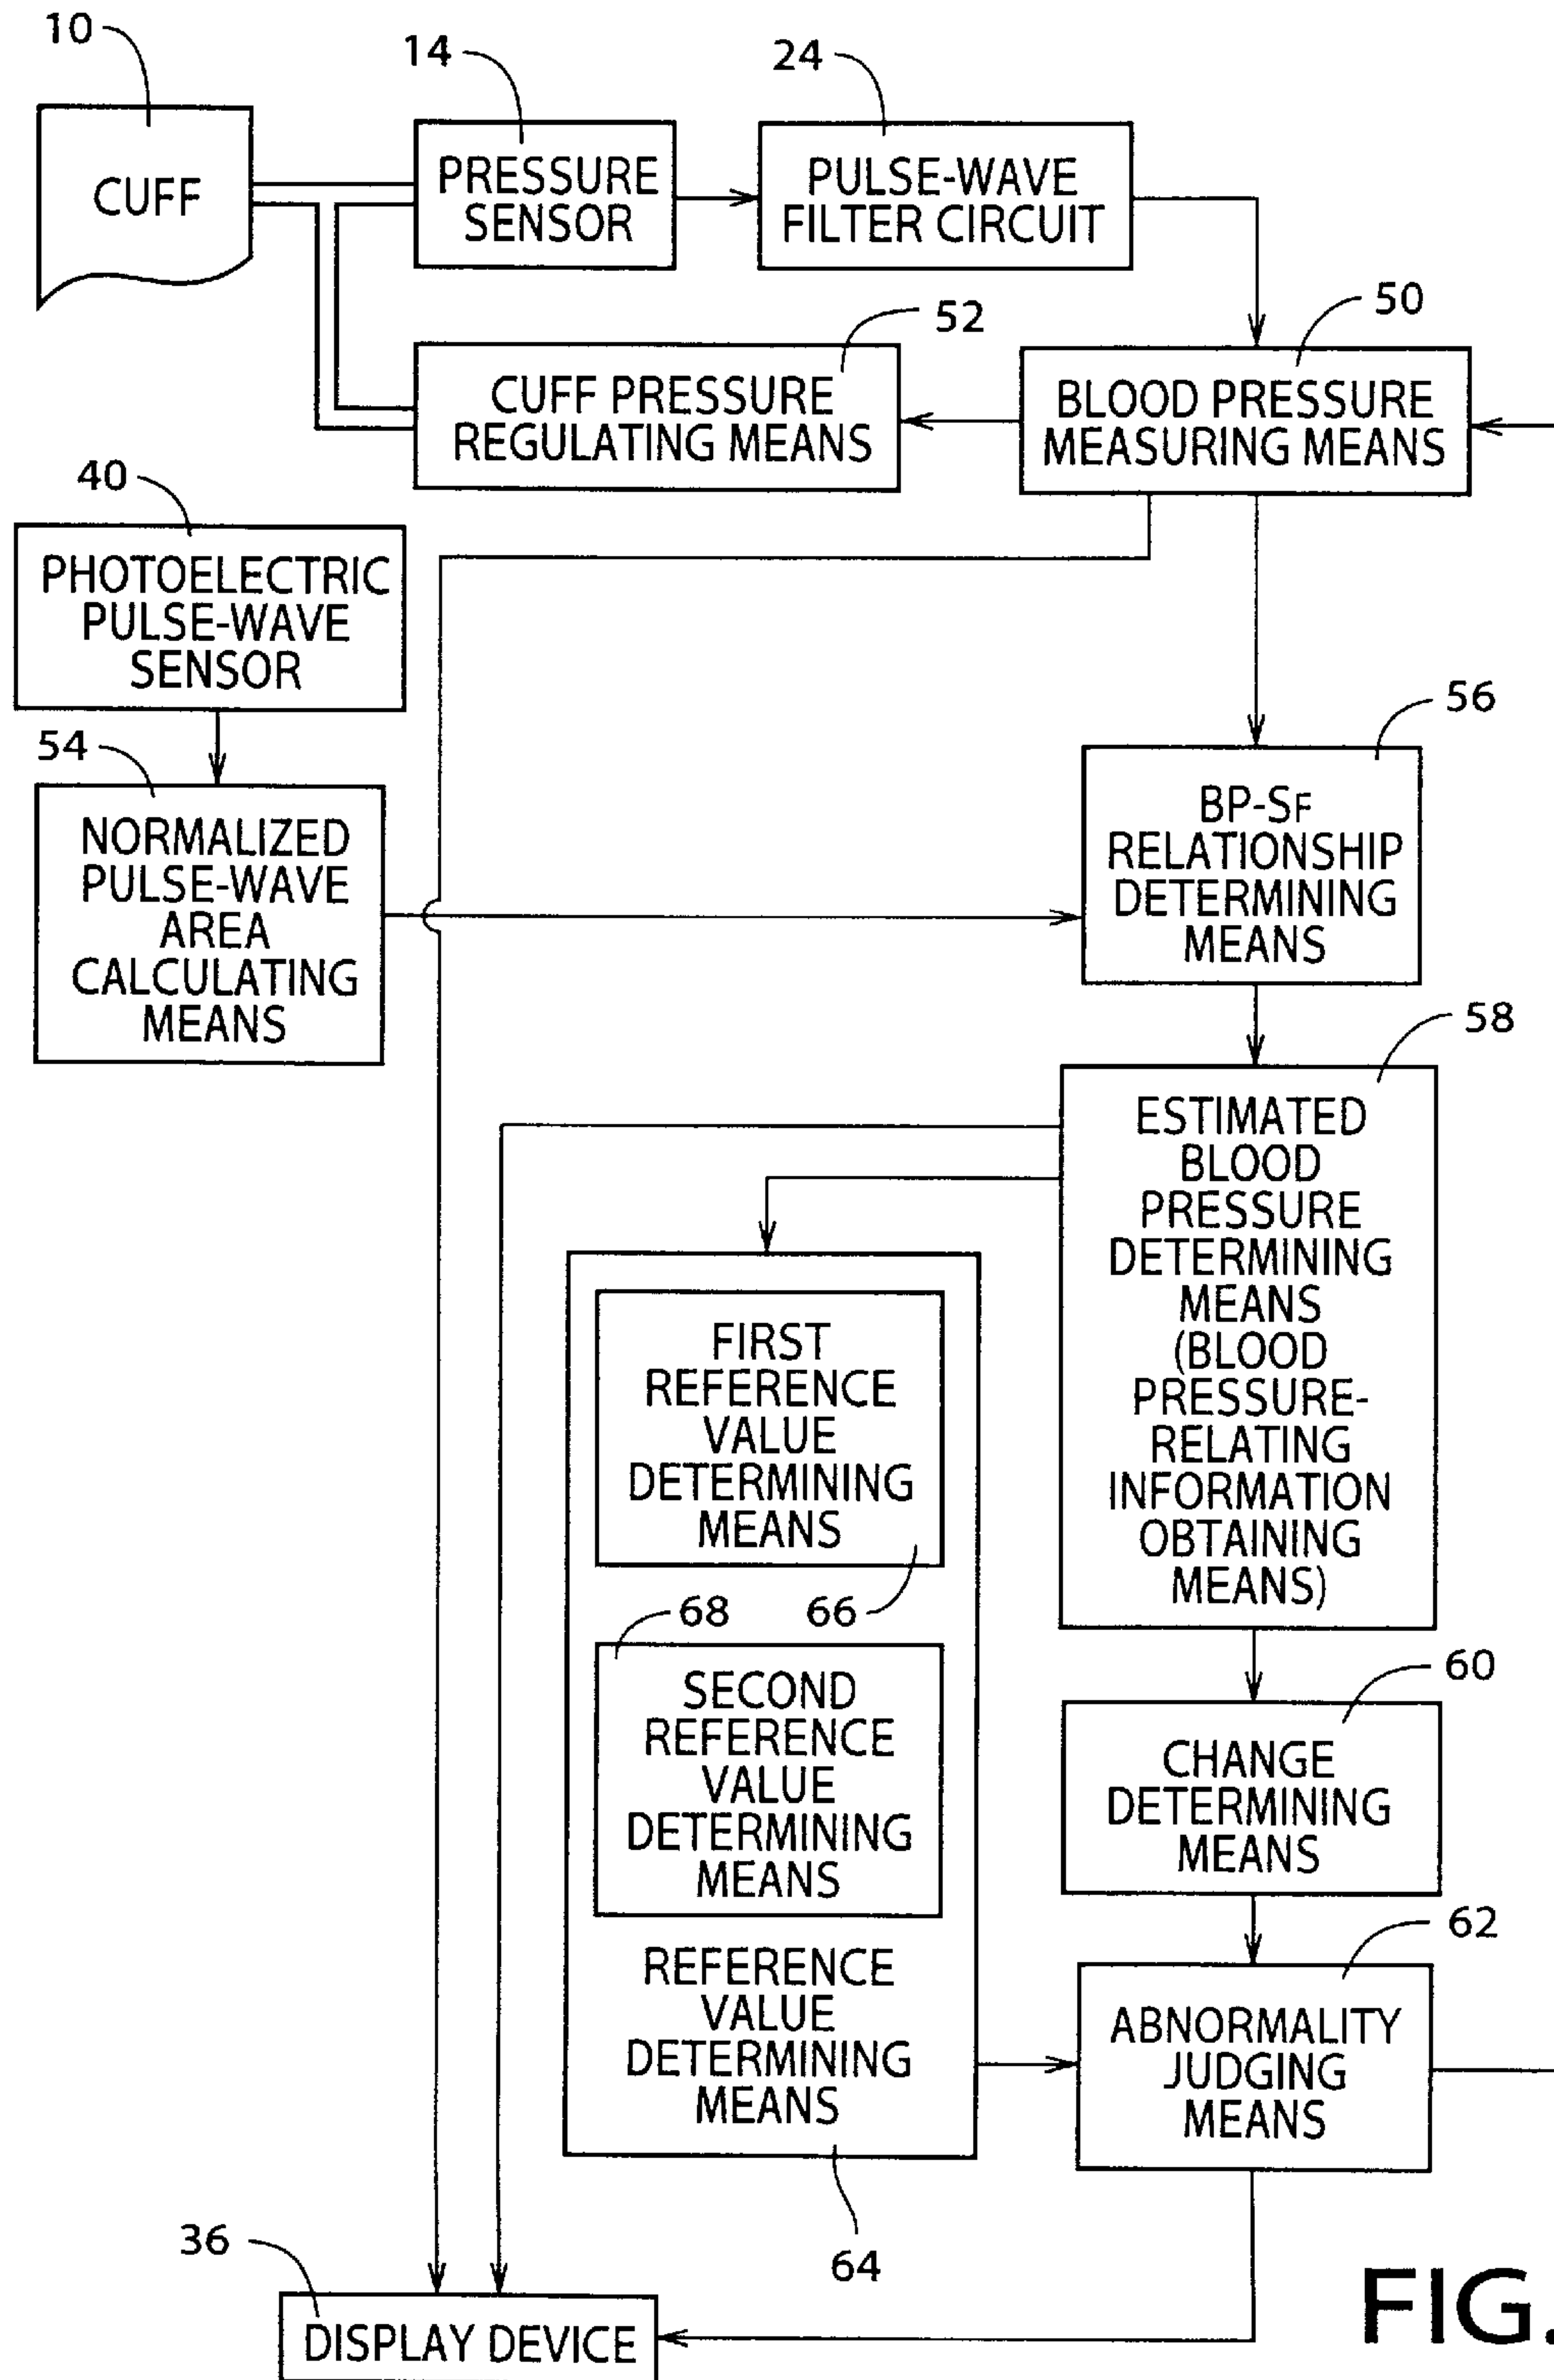 10
14
24
CUFF
PRESSURE
SENSOR
PULSE-WAVE
FILTER CIRCUIT
52
50
CUFF PRESSURE
REGULATING MEANS
BLOOD PRESSURE
MEASURING MEANS
40
PHOTOELECTRIC
PULSE-WAVE
SENSOR
54
NORMALIZED
PULSE-WAVE
AREA
CALCULATING
MEANS
56
BP-SF
RELATIONSHIP
DETERMINING
MEANS
58
ESTIMATED
BLOOD
PRESSURE
DETERMINING
MEANS
(BLOOD
PRESSURE-
RELATING
INFORMATION
OBTAINING
MEANS)
FIRST
REFERENCE
VALUE
DETERMINING
MEANS
66
68
SECOND
REFERENCE
VALUE
DETERMINING
MEANS
REFERENCE
VALUE
DETERMINING
MEANS
64
60
CHANGE
DETERMINING
MEANS
62
ABNORMALITY
JUDGING
MEANS
36
DISPLAY DEVICE
FIG.